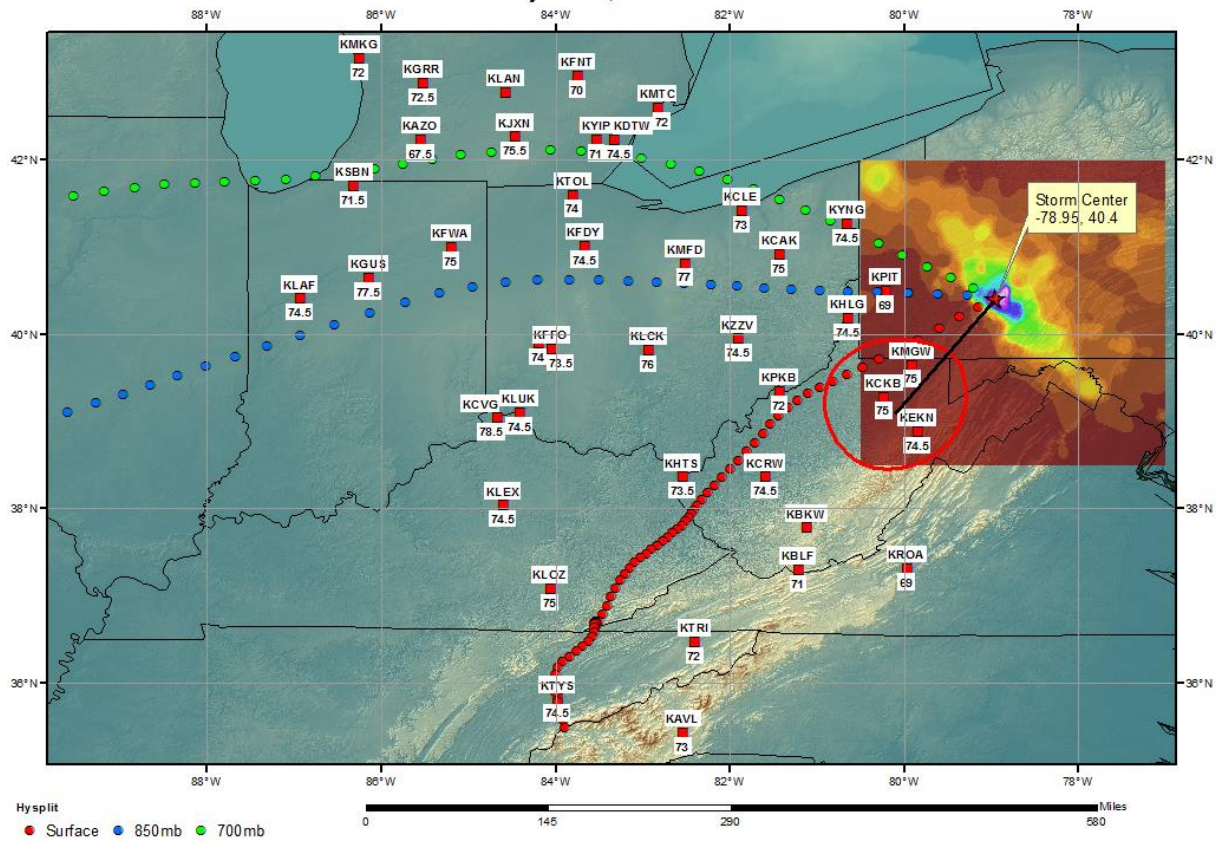 88°W 86°W 84°W 82°W 80°W 78°W
KMKG
72
KGRR
72.5
KLAN
KFNT
70
KMTC
72
KAZO
67.5
KJXN
75.5
KYIP KDTW
71 74.5
42°N 42°N
KSBN
71.5
KTOL
74
KCLE
73
KYNG
74.5
Storm Center
-78.95, 40.4
KFWA
75
KFDY
74.5
KMFD
77
KCAK
75
KGUS
77.5
KLAF
74.5
KPIT
69
KHLG
74.5
40°N 40°N
KFFO
74 73.5
KLCK
76
KZZV
74.5
KMGW
75
KCKB
75
KPKB
72
KEKN
74.5
KCVG KLUK
78.5 74.5
KHTS
73.5
KCRW
74.5
KLEX
74.5
38°N 38°N
KBKW
KBLF
71
KROA
69
KLOZ
75
KTRI
72
36°N 36°N
KTYS
74.5
KAVL
73
88°W 86°W 84°W 82°W 80°W 78°W
Hysplit
Surface 850mb 700mb
Miles
0 145 290 580